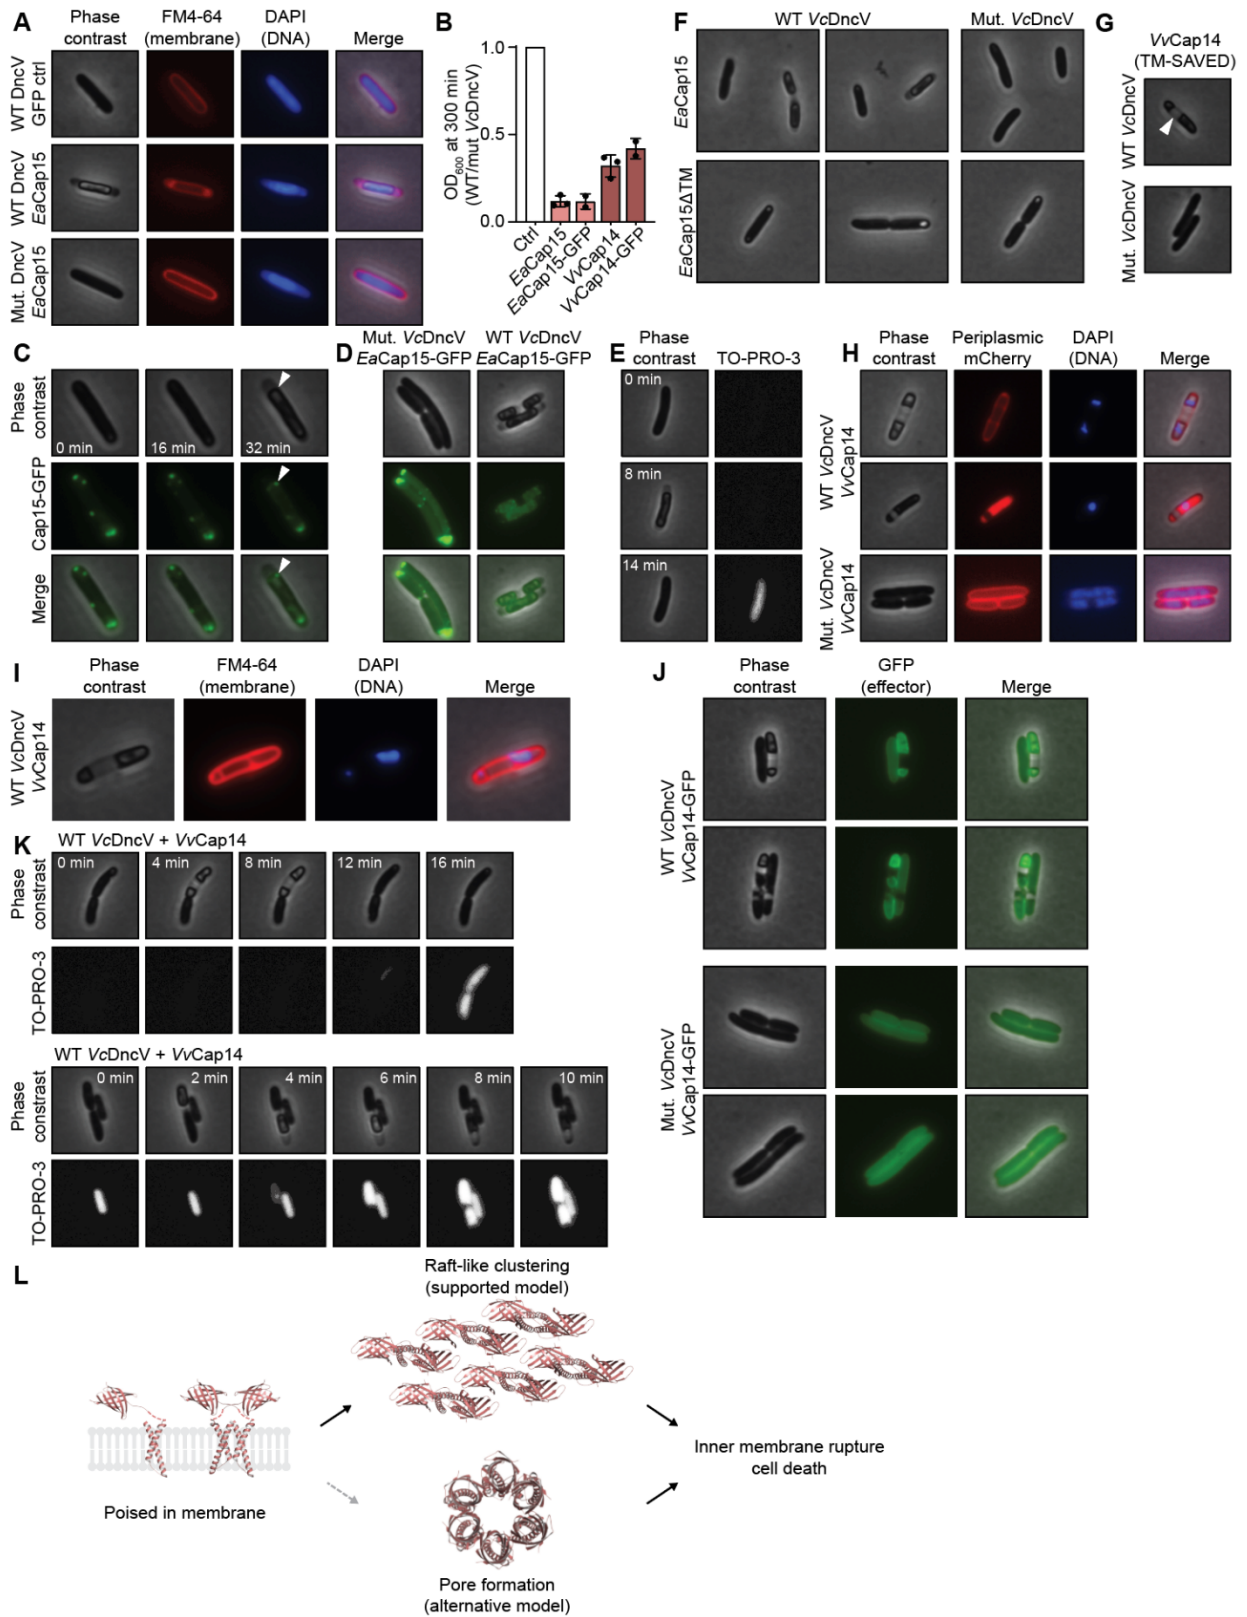 A
Phase contrast
FM4-64 (membrane)
DAPI (DNA)
Merge
WT DncV GFP ctrl
WT DncV EaCap15
Mut. DncV EaCap15
B
OD600 at 300 min (WT/mut VcDncV)
1.0
0.5
0.0
Ctrl
EaCap15
EaCap15-GFP
VvCap14
VvCap14-GFP
F
WT VcDncV
Mut. VcDncV
EaCap15
EaCap15ΔTM
G
VvCap14 (TM-SAVED)
WT VcDncV
Mut. VcDncV
C
Phase contrast
0 min
16 min
32 min
Cap15-GFP
Merge
D
Mut. VcDncV EaCap15-GFP
WT VcDncV EaCap15-GFP
E
Phase contrast
TO-PRO-3
0 min
8 min
14 min
H
Phase contrast
Periplasmic mCherry
DAPI (DNA)
Merge
WT VcDncV VvCap14
Mut. VcDncV VvCap14
I
Phase contrast
FM4-64 (membrane)
DAPI (DNA)
Merge
WT VcDncV VvCap14
J
Phase contrast
GFP (effector)
Merge
WT VcDncV VvCap14-GFP
Mut. VcDncV VvCap14-GFP
K
WT VcDncV + VvCap14
Phase constrast
0 min
4 min
8 min
12 min
16 min
TO-PRO-3
WT VcDncV + VvCap14
Phase constrast
0 min
2 min
4 min
6 min
8 min
10 min
TO-PRO-3
L
Raft-like clustering
(supported model)
Poised in membrane
Inner membrane rupture
cell death
Pore formation
(alternative model)